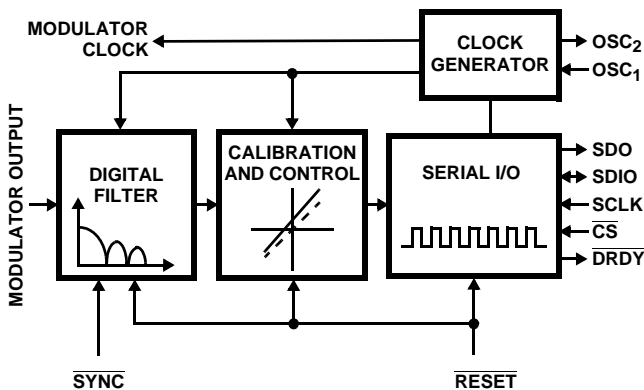 MODULATOR
CLOCK
CLOCK
GENERATOR
OSC2
OSC1
MODULATOR OUTPUT
DIGITAL
FILTER
CALIBRATION
AND CONTROL
SERIAL I/O
SDO
SDIO
SCLK
CS
DRDY
SYNC
RESET